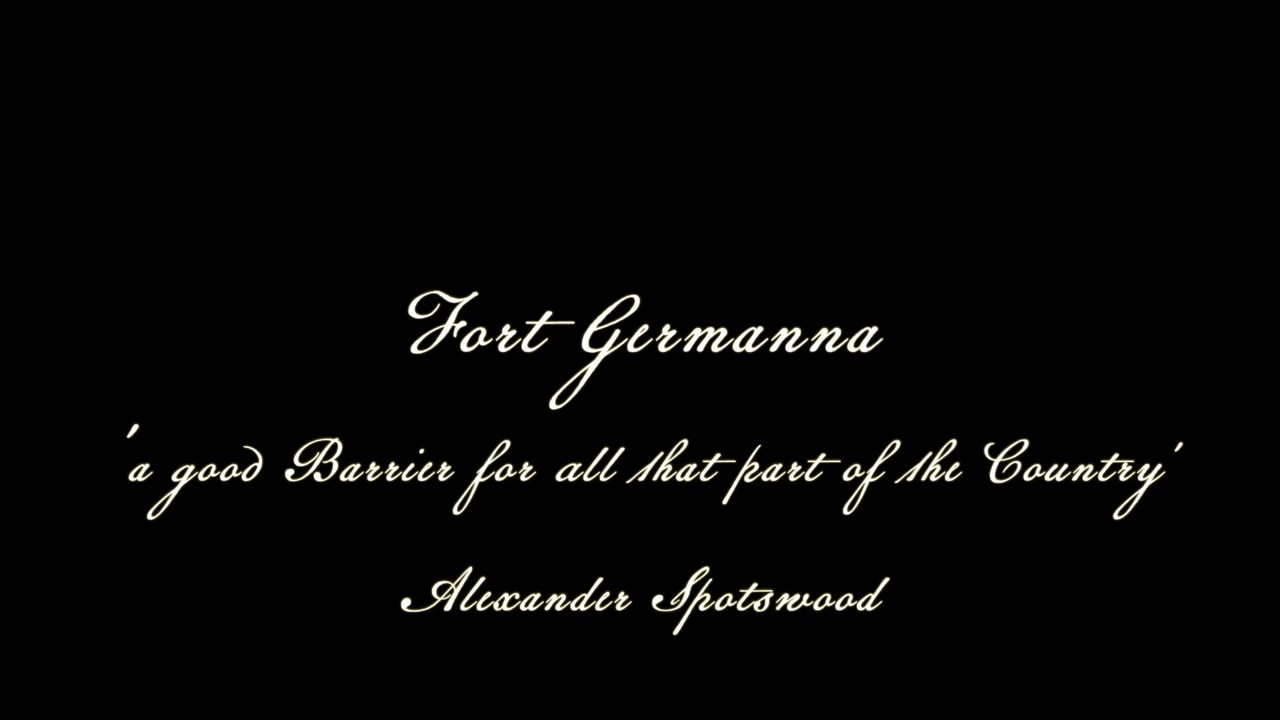 Fort Germanna
'a good Barrier for all that part of the Country'
Alexander Spotswood